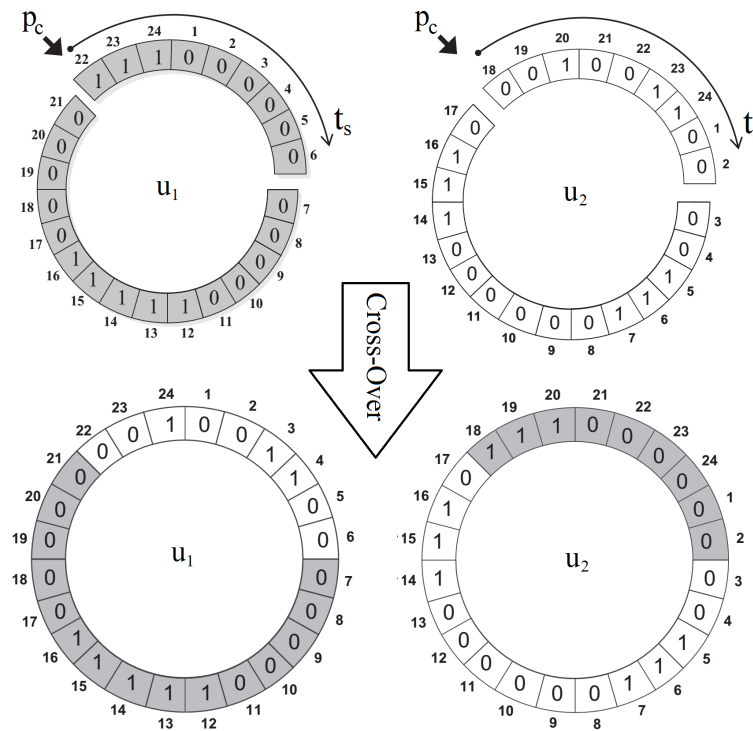 p_c
22 23 24 1 2 3 4 5 6
1 1 1 0 0 0 0 0 0
t_s
7 8 9 10 11 12 13 14 15 16 17 18 19 20 21
0 0 0 0 0 1 1 1 1 1 0 0 0 0 0
u_1
p_c
18 19 20 21 22 23 24 1 2
0 0 1 0 0 1 1 0 0
t
3 4 5 6 7 8 9 10 11 12 13 14 15 16 17
0 0 1 1 1 0 0 0 0 0 0 1 1 1 0
u_2
Cross-Over
22 23 24 1 2 3 4 5 6
0 0 1 0 0 1 1 0 0
7 8 9 10 11 12 13 14 15 16 17 18 19 20 21
0 0 0 0 0 1 1 1 1 1 0 0 0 0 0
u_1
18 19 20 21 22 23 24 1 2
1 1 1 0 0 0 0 0 0
3 4 5 6 7 8 9 10 11 12 13 14 15 16 17
0 0 1 1 1 0 0 0 0 0 0 1 1 1 0
u_2